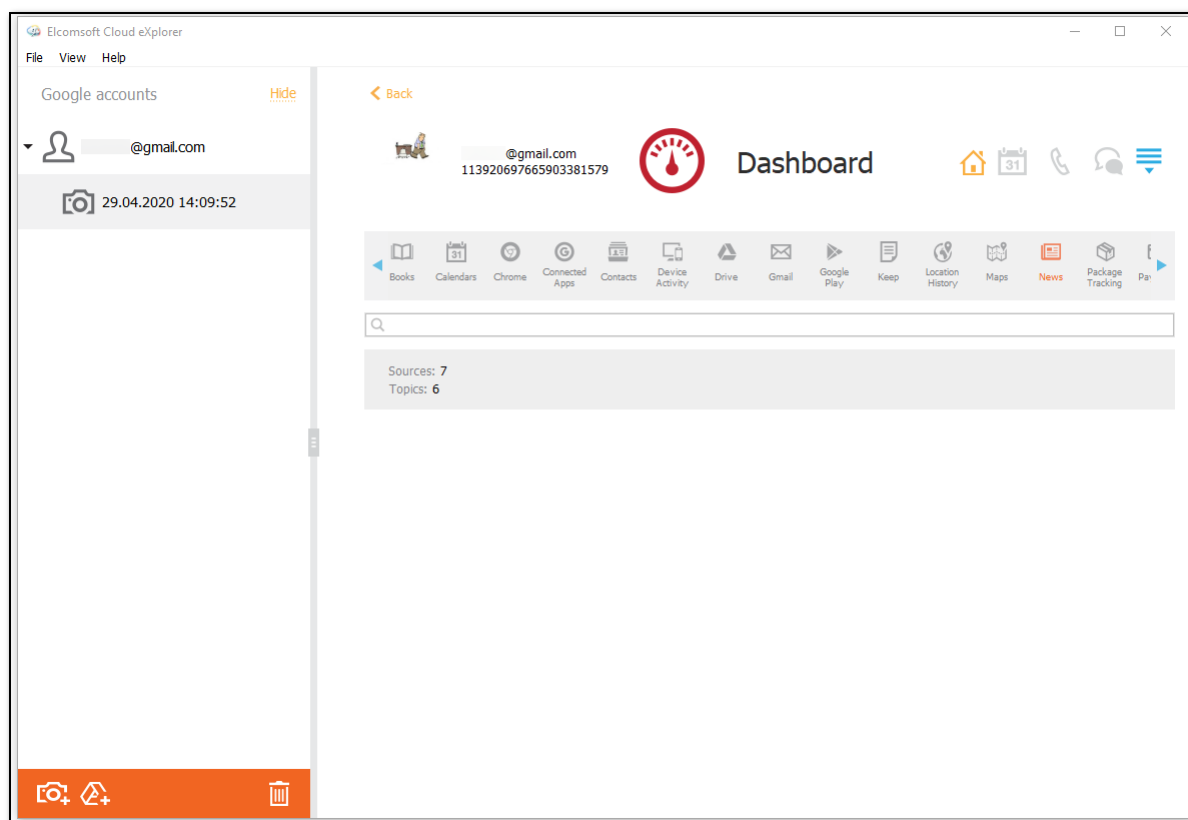 Elcomsoft Cloud eXplorer
File View Help
Google accounts Hide
@gmail.com
29.04.2020 14:09:52
Back
@gmail.com
113920697665903381579
Dashboard
31
Books
31
Calendars
Chrome
G
Connected
Apps
Contacts
Device
Activity
Drive
Gmail
Google
Play
Keep
Location
History
Maps
News
Package
Tracking
Sources: 7
Topics: 6